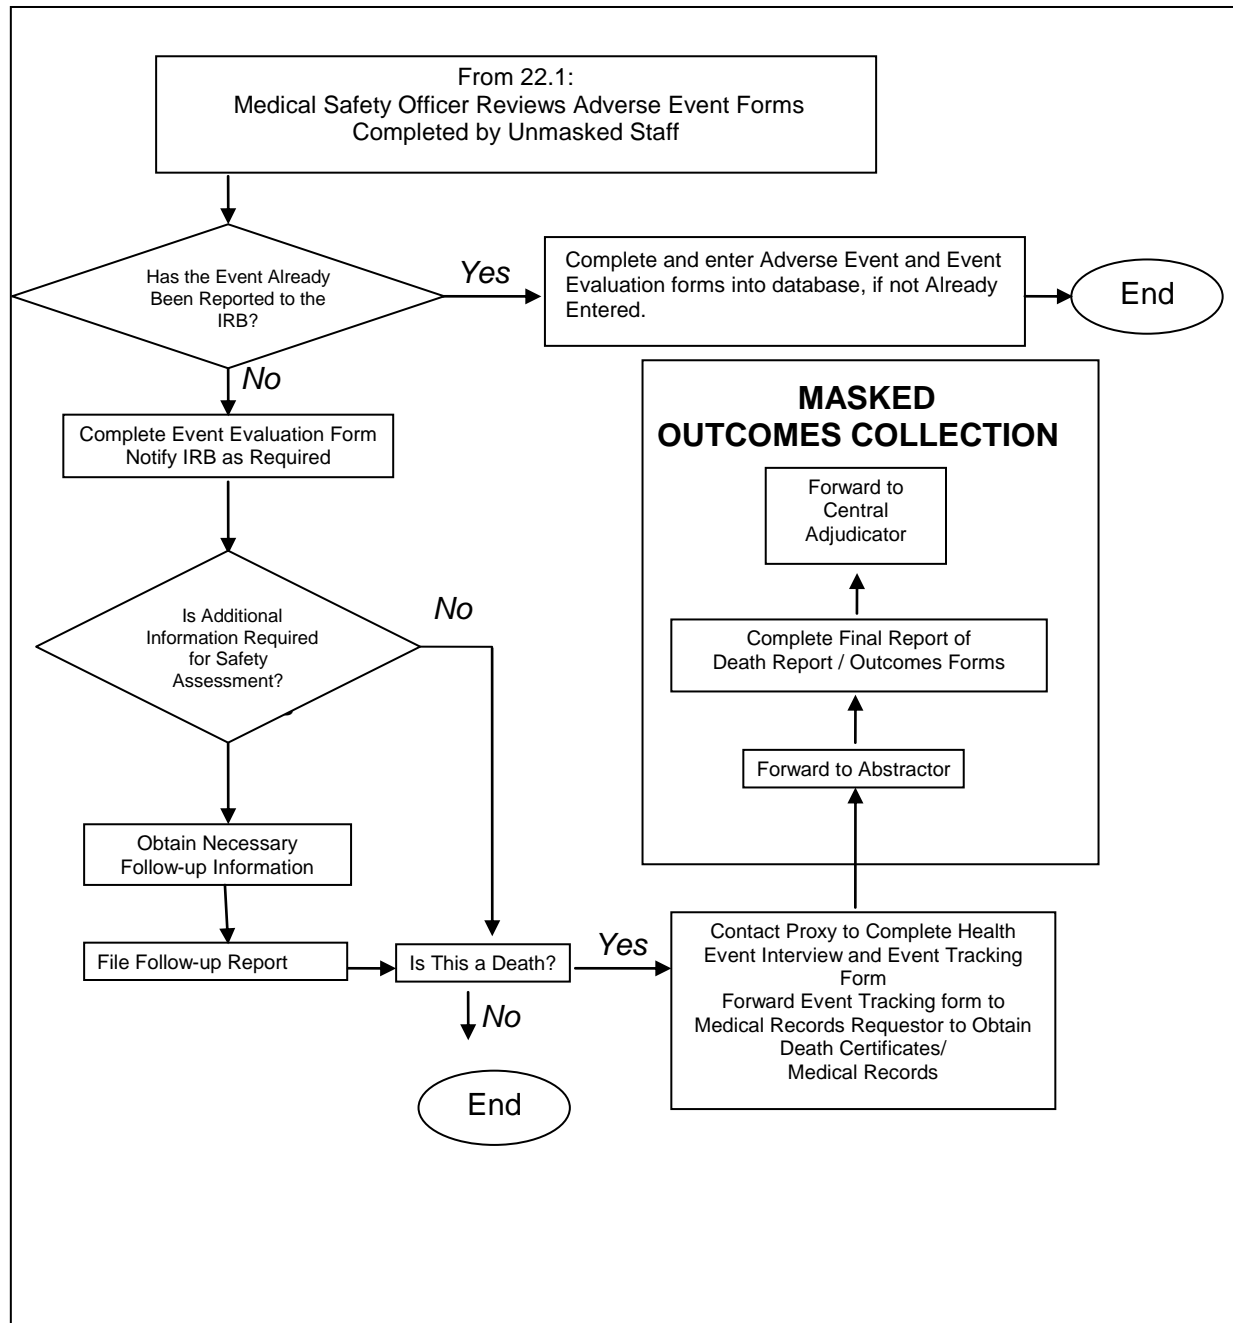 From 22.1:
Medical Safety Officer Reviews Adverse Event Forms
Completed by Unmasked Staff
Has the Event Already
Been Reported to the
IRB?
Yes
Complete and enter Adverse Event and Event
Evaluation forms into database, if not Already
Entered.
End
No
Complete Event Evaluation Form
Notify IRB as Required
Is Additional
Information Required
for Safety
Assessment?
No
Obtain Necessary
Follow-up Information
File Follow-up Report
Is This a Death?
Yes
No
End
Contact Proxy to Complete Health
Event Interview and Event Tracking
Form
Forward Event Tracking form to
Medical Records Requestor to Obtain
Death Certificates/
Medical Records
MASKED
OUTCOMES COLLECTION
Forward to
Central
Adjudicator
Complete Final Report of
Death Report / Outcomes Forms
Forward to Abstractor